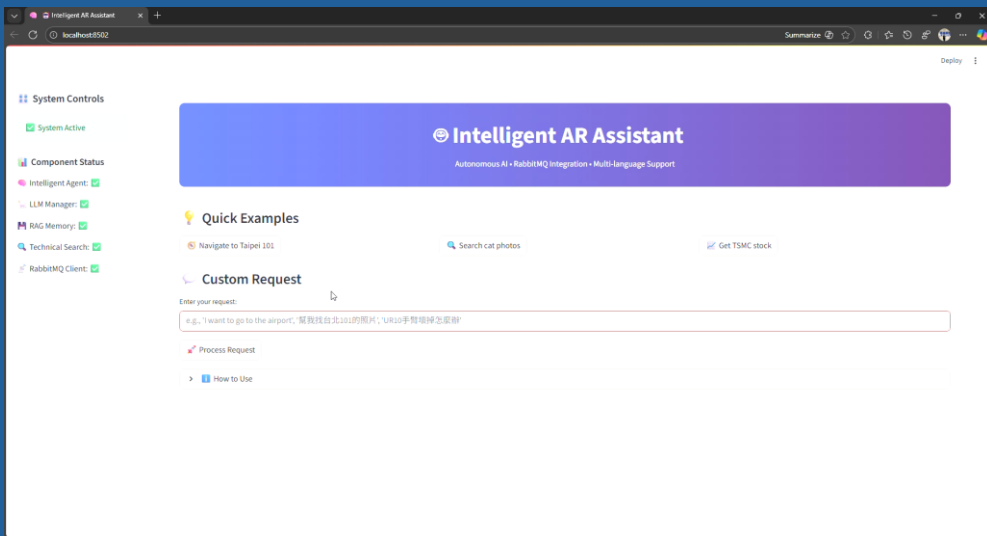 Intelligent AR Assistant
localhost:8502
Summarize
Deploy
System Controls
System Active
Component Status
Intelligent Agent:
LLM Manager:
RAG Memory:
Technical Search:
RabbitMQ Client:
Intelligent AR Assistant
Autonomous AI • RabbitMQ Integration • Multi-language Support
Quick Examples
Navigate to Taipei 101
Search cat photos
Get TSMC stock
Custom Request
Enter your request:
e.g., 'I want to go to the airport', '幫我找台北101的照片', 'UR10手臂壞掉怎麼辦'
Process Request
How to Use